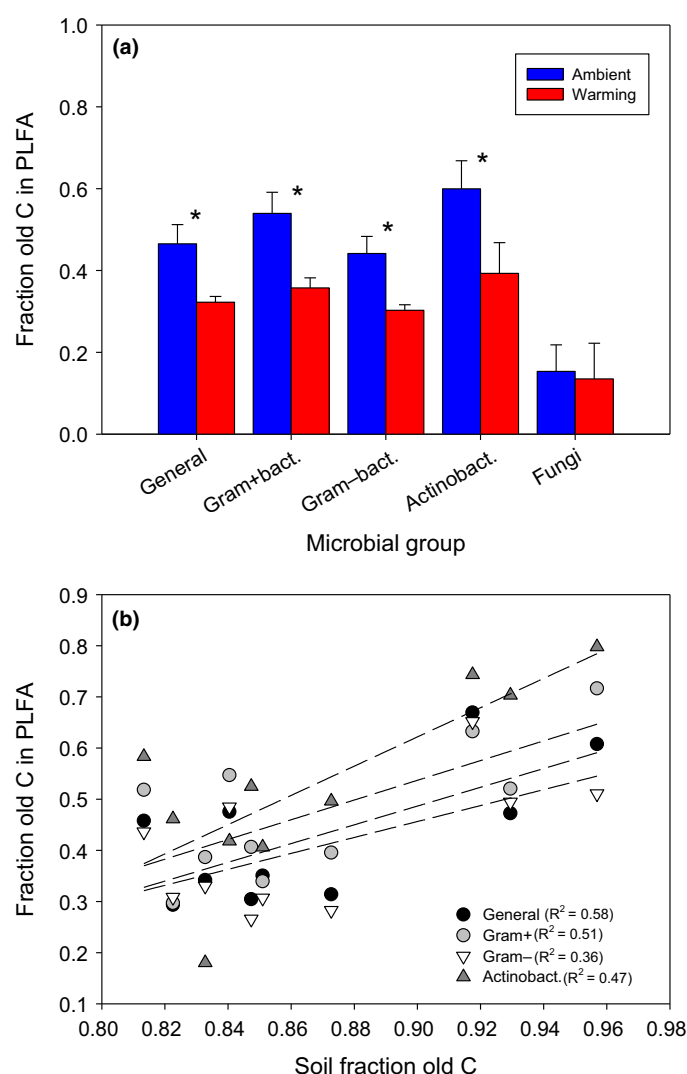 (a)
Ambient
Warming
Fraction old C in PLFA
1.0
0.8
0.6
0.4
0.2
0.0
*
*
*
*
General
Gram+bact.
Gram–bact.
Actinobact.
Fungi
Microbial group
(b)
Fraction old C in PLFA
0.9
0.8
0.7
0.6
0.5
0.4
0.3
0.2
0.1
General (R² = 0.58)
Gram+ (R² = 0.51)
Gram– (R² = 0.36)
Actinobact. (R² = 0.47)
0.80 0.82 0.84 0.86 0.88 0.90 0.92 0.94 0.96 0.98
Soil fraction old C